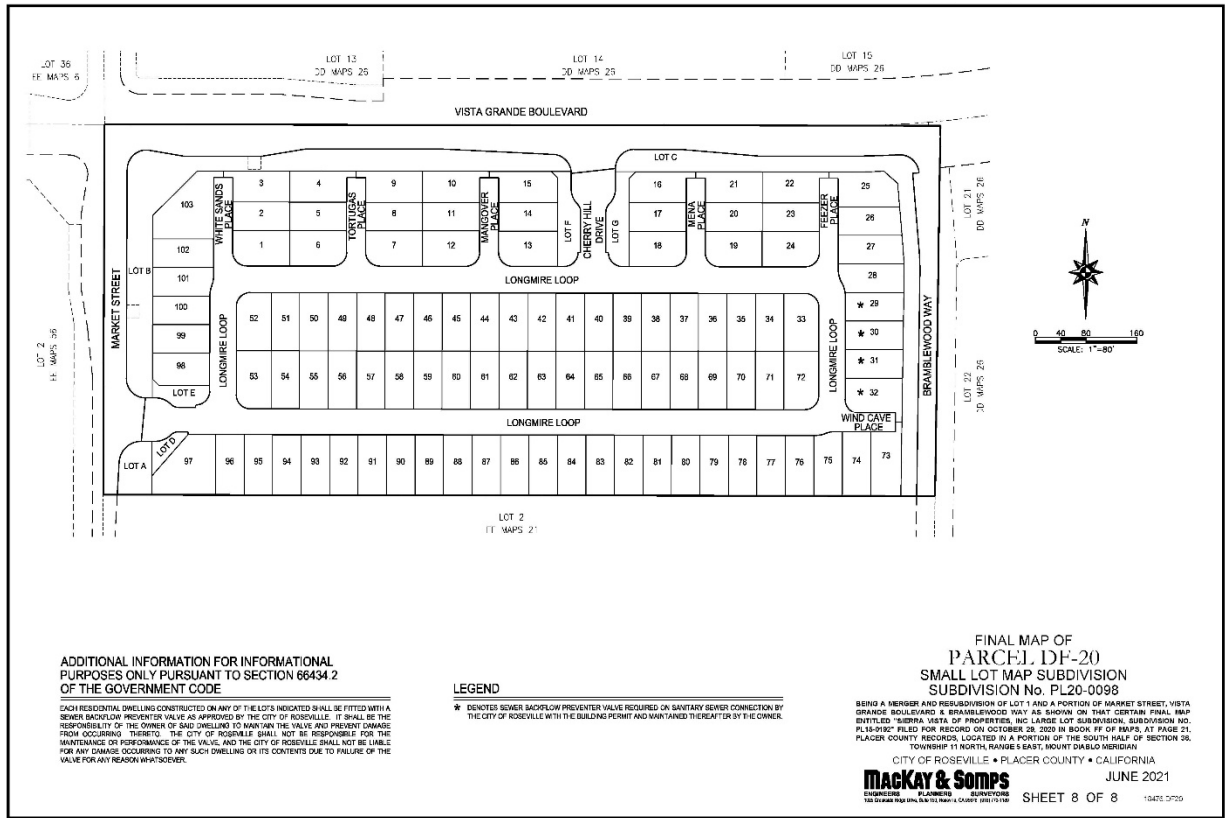 LOT 36
EE MAPS 6
LOT 13
DD MAPS 26
LOT 14
DD MAPS 26
LOT 15
DD MAPS 26
VISTA GRANDE BOULEVARD
LOT C
103
WHITE SANDS
PLACE
3
4
TORTUGAS
PLACE
9
10
MANGOVER
PLACE
15
16
MENA
PLACE
21
22
FEEZER
PLACE
25
2
5
8
11
14
17
20
23
26
1
6
7
12
13
LOT F
CHERRY HILL
DRIVE
LOT G
18
19
24
27
LOT 21
DD MAPS 26
N
102
LOT B
101
LONGMIRE LOOP
28
100
MARKET STREET
52
51
50
49
48
47
46
45
44
43
42
41
40
39
38
37
36
35
34
33
* 29
99
LONGMIRE LOOP
LONGMIRE LOOP
* 30
BRAMBLEWOOD WAY
0 40 80 160
SCALE: 1"=80'
LOT 2
EE MAPS 56
98
53
54
55
56
57
58
59
60
61
62
63
64
65
66
67
68
69
70
71
72
* 31
LOT E
* 32
LOT 22
DD MAPS 26
LONGMIRE LOOP
WIND CAVE
PLACE
LOT A
LOT D
97
96
95
94
93
92
91
90
89
88
87
86
85
84
83
82
81
80
79
78
77
76
75
74
73
LOT 2
MAPS 21
ADDITIONAL INFORMATION FOR INFORMATIONAL
PURPOSES ONLY PURSUANT TO SECTION 66434.2
OF THE GOVERNMENT CODE
EACH RESIDENTIAL DWELLING CONSTRUCTED ON ANY OF THE LOTS INDICATED SHALL BE FITTED WITH A
SEWER BACKFLOW PREVENTER VALVE AS APPROVED BY THE CITY OF ROSEVILLE. IT SHALL BE THE
RESPONSIBILITY OF THE OWNER OF SAID DWELLING TO MAINTAIN THE VALVE AND PREVENT DAMAGE
FROM OCCURRING THERETO. THE CITY OF ROSEVILLE SHALL NOT BE RESPONSIBLE FOR THE
MAINTENANCE OR PERFORMANCE OF THE VALVE, AND THE CITY OF ROSEVILLE SHALL NOT BE LIABLE
FOR ANY DAMAGE OCCURRING TO ANY SUCH DWELLING OR ITS CONTENTS DUE TO FAILURE OF THE
VALVE FOR ANY REASON WHATSOEVER.
LEGEND
* DENOTES SEWER BACKFLOW PREVENTER VALVE REQUIRED ON SANITARY SEWER CONNECTION BY
THE CITY OF ROSEVILLE WITH THE BUILDING PERMIT AND MAINTAINED THEREAFTER BY THE OWNER.
FINAL MAP OF
PARCEL DF-20
SMALL LOT MAP SUBDIVISION
SUBDIVISION No. PL20-0098
BEING A MERGER AND RESUBDIVISION OF LOT 1 AND A PORTION OF MARKET STREET, VISTA
GRANDE BOULEVARD & BRAMBLEWOOD WAY AS SHOWN ON THAT CERTAIN FINAL MAP
ENTITLED "SIERRA VISTA OF PROPERTIES, INC LARGE LOT SUBDIVISION, SUBDIVISION NO.
PL15-0192" FILED FOR RECORD ON OCTOBER 29, 2020 IN BOOK FF OF MAPS, AT PAGE 21,
PLACER COUNTY RECORDS, LOCATED IN A PORTION OF THE SOUTH HALF OF SECTION 36,
TOWNSHIP 11 NORTH, RANGE 5 EAST, MOUNT DIABLO MERIDIAN
CITY OF ROSEVILLE • PLACER COUNTY • CALIFORNIA
MACKAY & SOMPS
ENGINEERS PLANNERS SURVEYORS
JUNE 2021
SHEET 8 OF 8